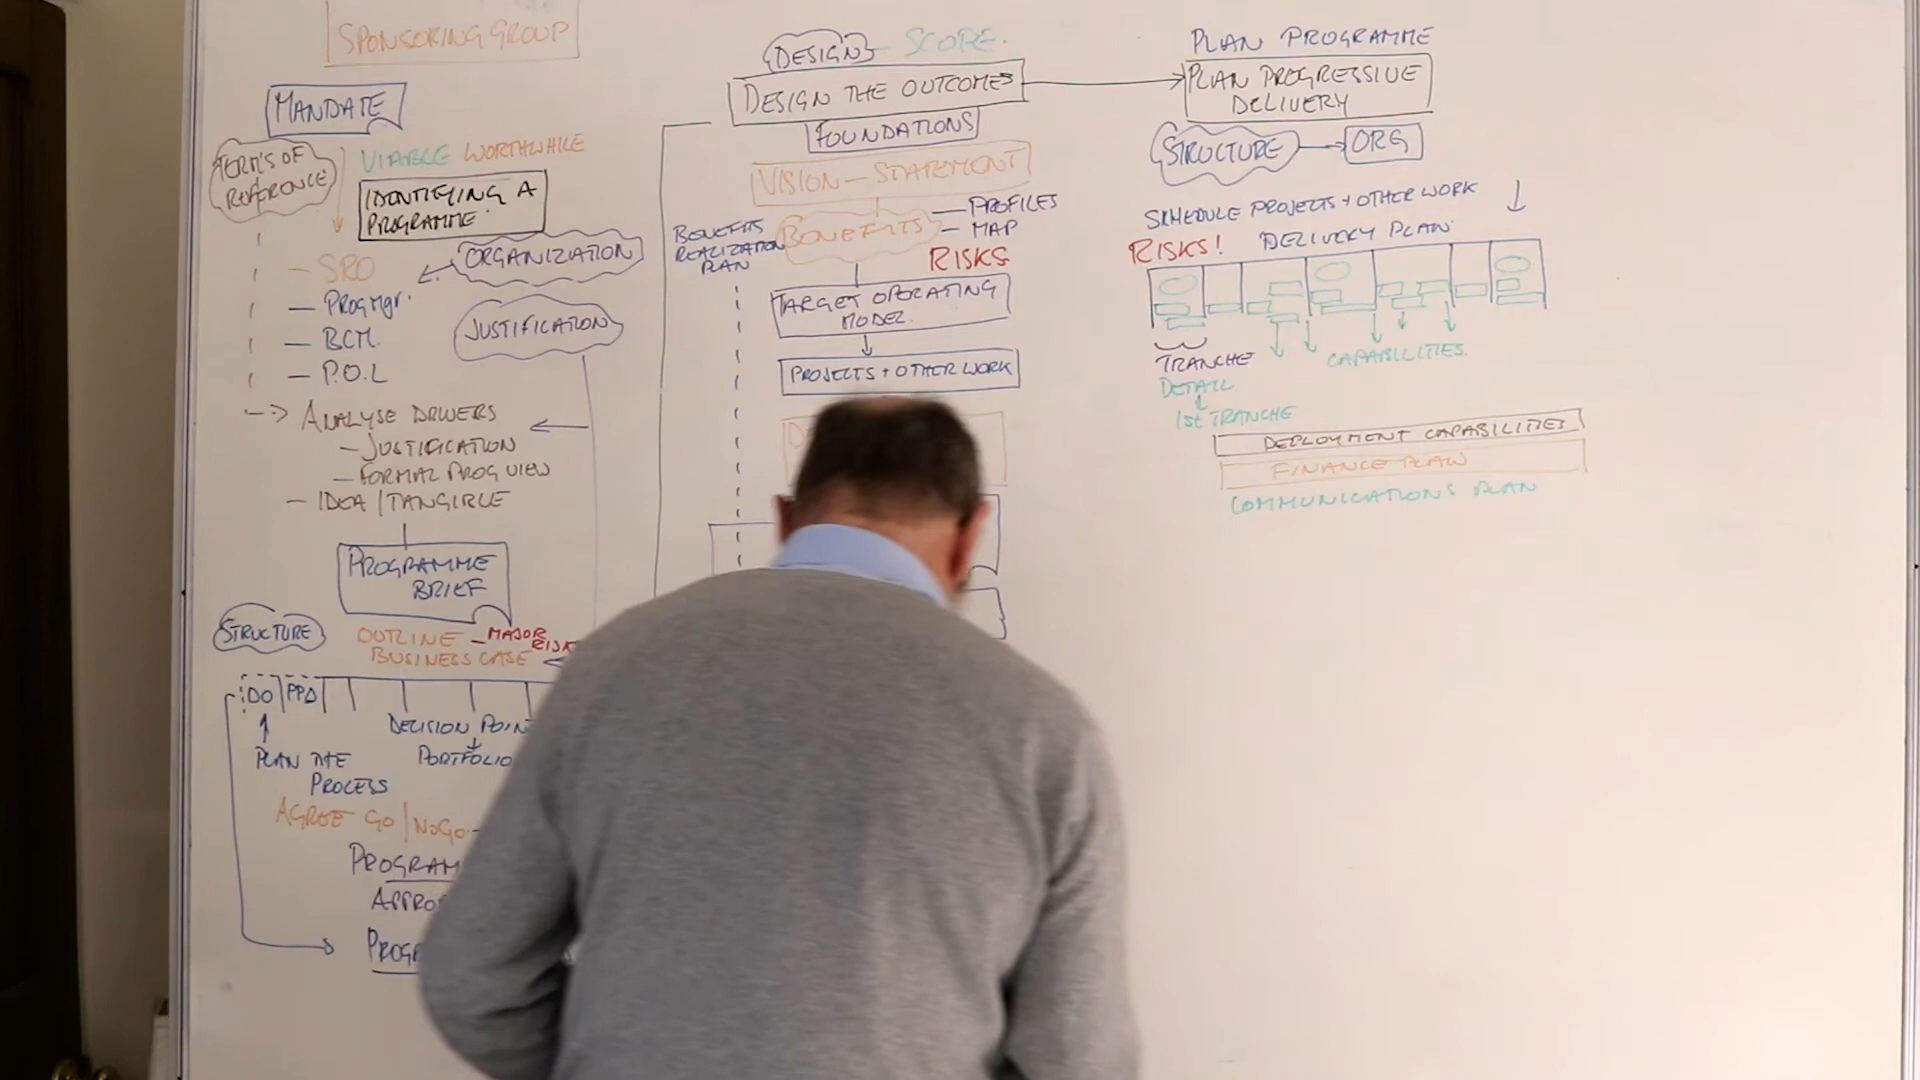 SPONSORING GROUP
MANDATE
TERMS OF
REFERENCE
VIABLE WORTHWHILE
IDENTIFYING A
PROGRAMME
ORGANIZATION
- SRO
- PROG Mgr.
- BCM.
- P.O.L
JUSTIFICATION
--> ANALYSE DRIVERS
- JUSTIFICATION
- FORMAL PROG VIEW
- IDEA | TANGIBLE
PROGRAMME
BRIEF
STRUCTURE
OUTLINE - MAJOR
BUSINESS CASE
DO
PLAN THE
PROCESS
DECISION
PORTFOLIO
AGREE GO | NOGO
DESIGN - SCOPE.
DESIGN THE OUTCOMES
FOUNDATIONS
VISION - STATEMENT
BENEFITS
REALIZATION
PLAN
BENEFITS
- PROFILES
- MAP
RISKS
TARGET OPERATING
MODEL.
PROJECTS + OTHER WORK
PLAN PROGRAMME
PLAN PROGRESSIVE
DELIVERY
STRUCTURE
ORG
SCHEDULE PROJECTS + OTHER WORK
RISKS! DELIVERY PLAN
TRANCHE
CAPABILITIES.
DETAIL
1st TRANCHE
DEPLOYMENT CAPABILITIES
FINANCE PLAN
COMMUNICATIONS PLAN